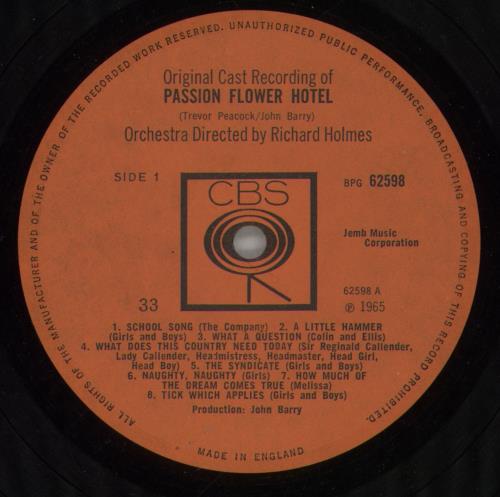 ALL RIGHTS OF THE MANUFACTURER AND OF THE OWNER OF THE RECORDED WORK RESERVED. UNAUTHORIZED PUBLIC PERFORMANCE, BROADCASTING AND COPYING OF THIS RECORD PROHIBITED.
Original Cast Recording of
PASSION FLOWER HOTEL
(Trevor Peacock/John Barry)
Orchestra Directed by Richard Holmes
SIDE 1
CBS
BPG 62598
Jemb Music
Corporation
33
62598 A
℗ 1965
1. SCHOOL SONG (The Company) 2. A LITTLE HAMMER
(Girls and Boys) 3. WHAT A QUESTION (Colin and Ellis)
4. WHAT DOES THIS COUNTRY NEED TODAY (Sir Reginald Callender,
Lady Callender, Headmistress, Headmaster, Head Girl,
Head Boy) 5. THE SYNDICATE (Girls and Boys)
6. NAUGHTY, NAUGHTY (Girls) 7. HOW MUCH OF
THE DREAM COMES TRUE (Melissa)
8. TICK WHICH APPLIES (Girls and Boys)
Production: John Barry
MADE IN ENGLAND